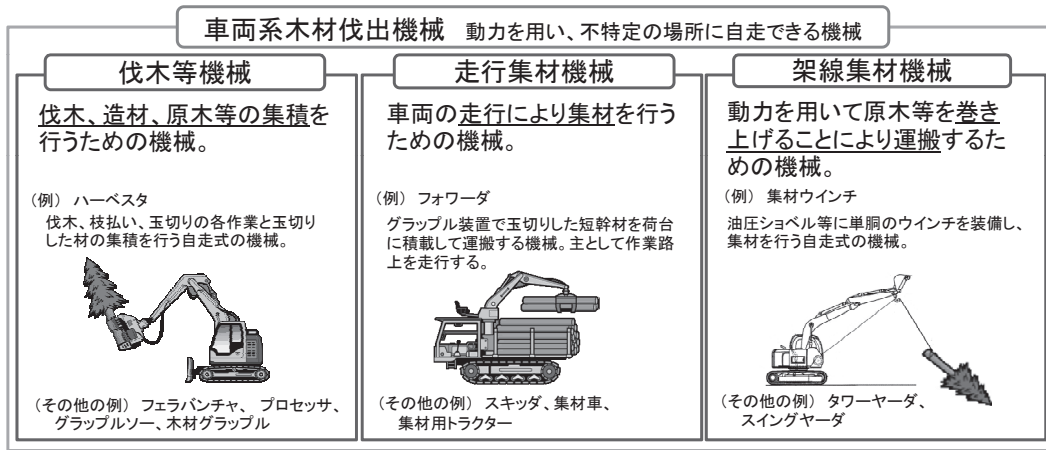 車両系木材伐出機械 動力を用い、不特定の場所に自走できる機械
伐木等機械
伐木、造材、原木等の集積を
行うための機械。
(例) ハーベスタ
伐木、枝払い、玉切りの各作業と玉切り
した材の集積を行う自走式の機械。
(その他の例) フェラバンチャ、 プロセッサ、
グラップルソー、木材グラップル
走行集材機械
車両の走行により集材を行う
ための機械。
(例) フォワーダ
グラップル装置で玉切りした短幹材を荷台
に積載して運搬する機械。主として作業路
上を走行する。
(その他の例) スキッダ、集材車、
集材用トラクター
架線集材機械
動力を用いて原木等を巻き
上げることにより運搬するた
めの機械。
(例) 集材ウインチ
油圧ショベル等に単胴のウインチを装備し、
集材を行う自走式の機械。
(その他の例) タワーヤーダ、
スイングヤーダ